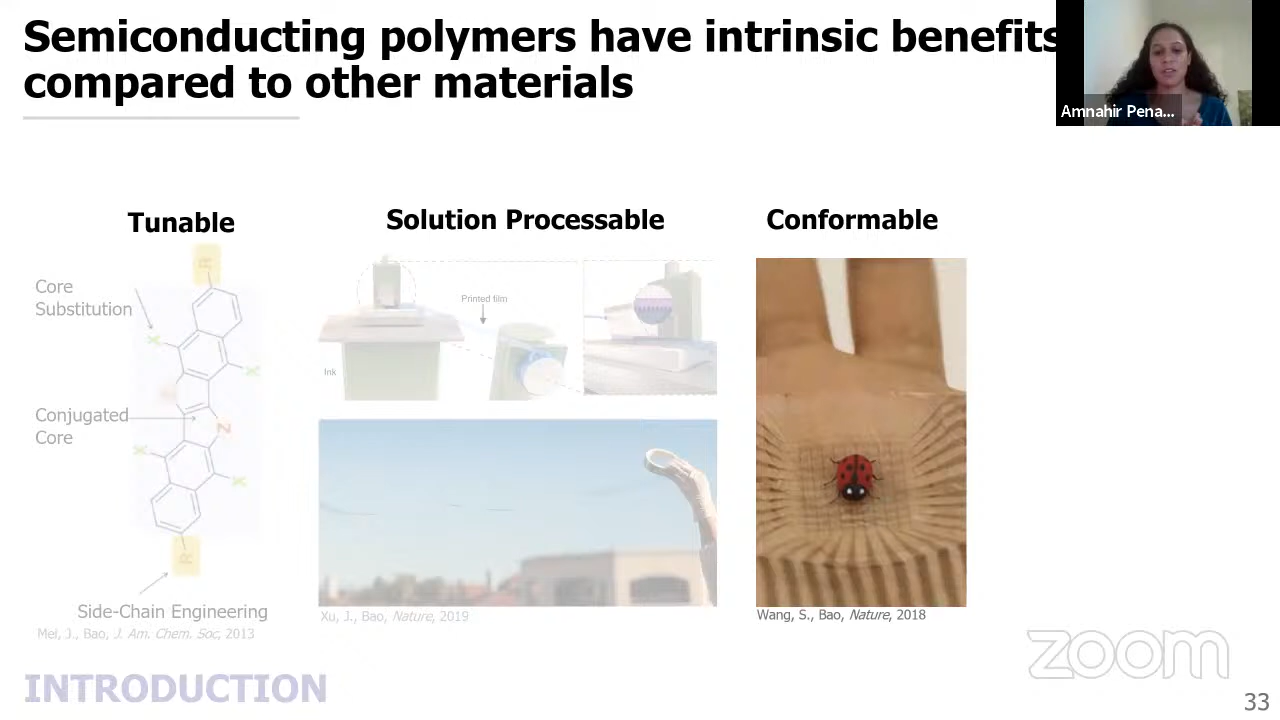 Semiconducting polymers have intrinsic benefits
compared to other materials
Amnahir Pena...
Tunable
Solution Processable
Conformable
Core
Substitution
R
X
X
Printed film
Ink
Conjugated
Core
Z
X
X
R
Side-Chain Engineering
Mei, J., Bao, J. Am. Chem. Soc, 2013
Xu, J., Bao, Nature, 2019
Wang, S., Bao, Nature, 2018
zoom
INTRODUCTION
33